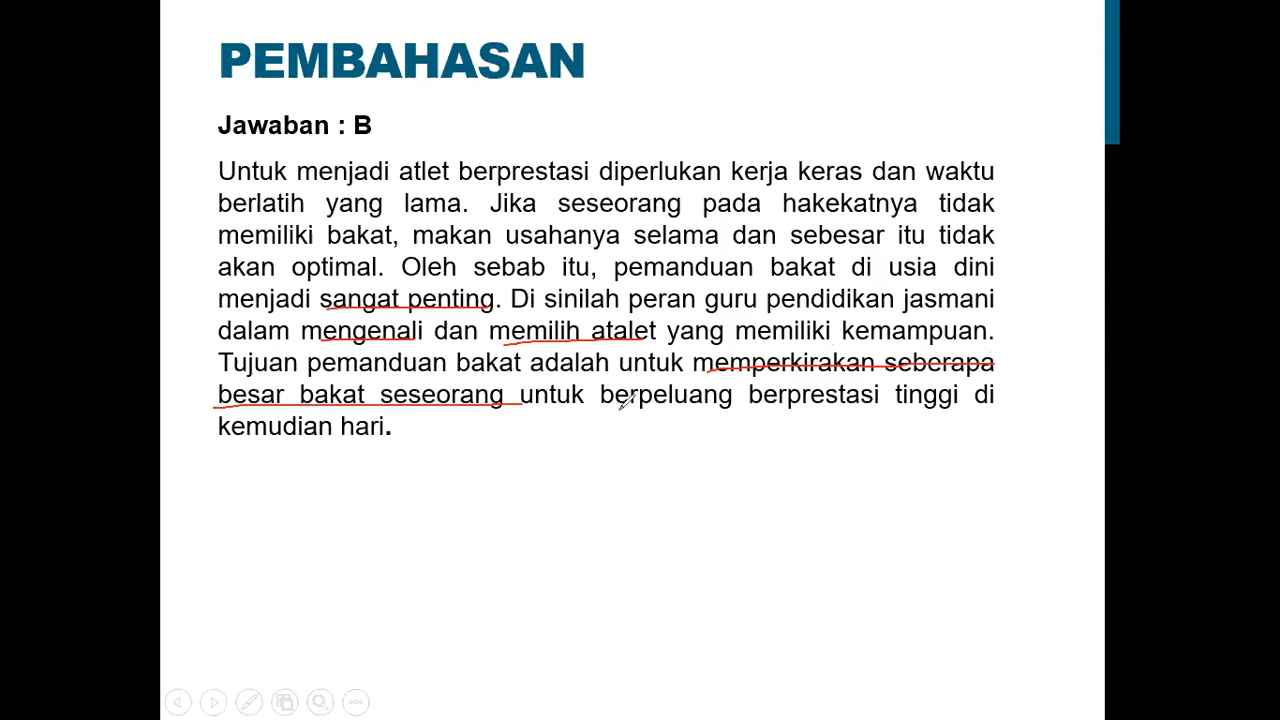 PEMBAHASAN
Jawaban : B
Untuk menjadi atlet berprestasi diperlukan kerja keras dan waktu
berlatih yang lama. Jika seseorang pada hakekatnya tidak
memiliki bakat, makan usahanya selama dan sebesar itu tidak
akan optimal. Oleh sebab itu, pemanduan bakat di usia dini
menjadi sangat penting. Di sinilah peran guru pendidikan jasmani
dalam mengenali dan memilih atalet yang memiliki kemampuan.
Tujuan pemanduan bakat adalah untuk memperkirakan seberapa
besar bakat seseorang untuk berpeluang berprestasi tinggi di
kemudian hari.